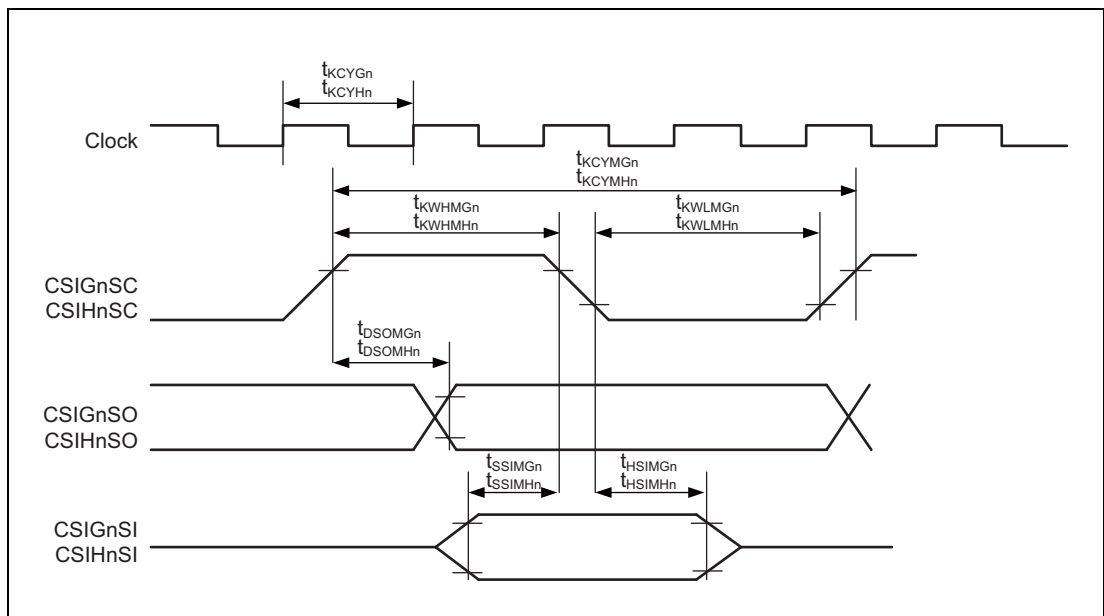 tKCYGn
tKCYHn
Clock
tKCYMGn
tKCYMHn
tKWHMGn
tKWHMHn
tKWLMGn
tKWLMHn
CSIGnSC
CSIHnSC
tDSOMGn
tDSOMHn
CSIGnSO
CSIHnSO
tSSIMGn
tSSIMHn
tHSIMGn
tHSIMHn
CSIGnSI
CSIHnSI